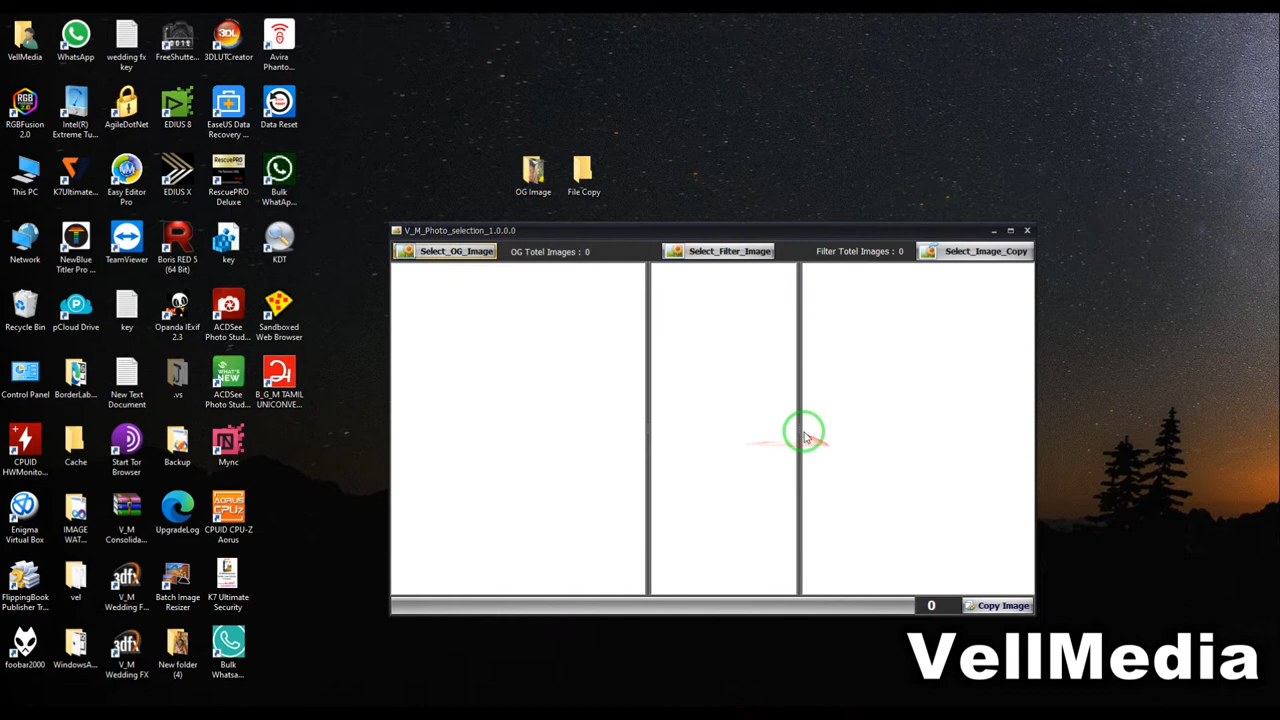 VellMedia
WhatsApp
wedding fx
key
FreeShutte...
3DLUTCreator
Avira
Phanto...
RGBFusion
2.0
Intel(R)
Extreme Tu...
AgileDotNet
EDIUS 8
EaseUS Data
Recovery ...
Data Reset
This PC
K7Ultimate...
Easy Editor
Pro
EDIUS X
RescuePRO
Deluxe
Bulk
WhatAp...
OG Image
File Copy
Network
NewBlue
Titler Pro ...
TeamViewer
Boris RED 5
(64 Bit)
key
KDT
V_M_Photo_selection_1.0.0.0
Select_OG_Image
OG Totel Images : 0
Select_Filter_Image
Filter Totel Images : 0
Select_Image_Copy
Recycle Bin
pCloud Drive
key
Opanda IExif
2.3
ACDSee
Photo Stud...
Sandboxed
Web Browser
Control Panel
BorderLab...
New Text
Document
.vs
ACDSee
Photo Stud...
B_G_M TAMIL
UNICONVE...
CPUID
HWMonito...
Cache
Start Tor
Browser
Backup
Mync
Enigma
Virtual Box
IMAGE
WAT...
V_M
Consolida...
UpgradeLog
CPUID CPU-Z
Aorus
FlippingBook
Publisher Tr...
vel
V_M
Wedding F...
Batch Image
Resizer
K7 Ultimate
Security
0
Copy Image
foobar2000
WindowsA...
V_M
Wedding FX
New folder
(4)
Bulk
Whatsa...
VellMedia